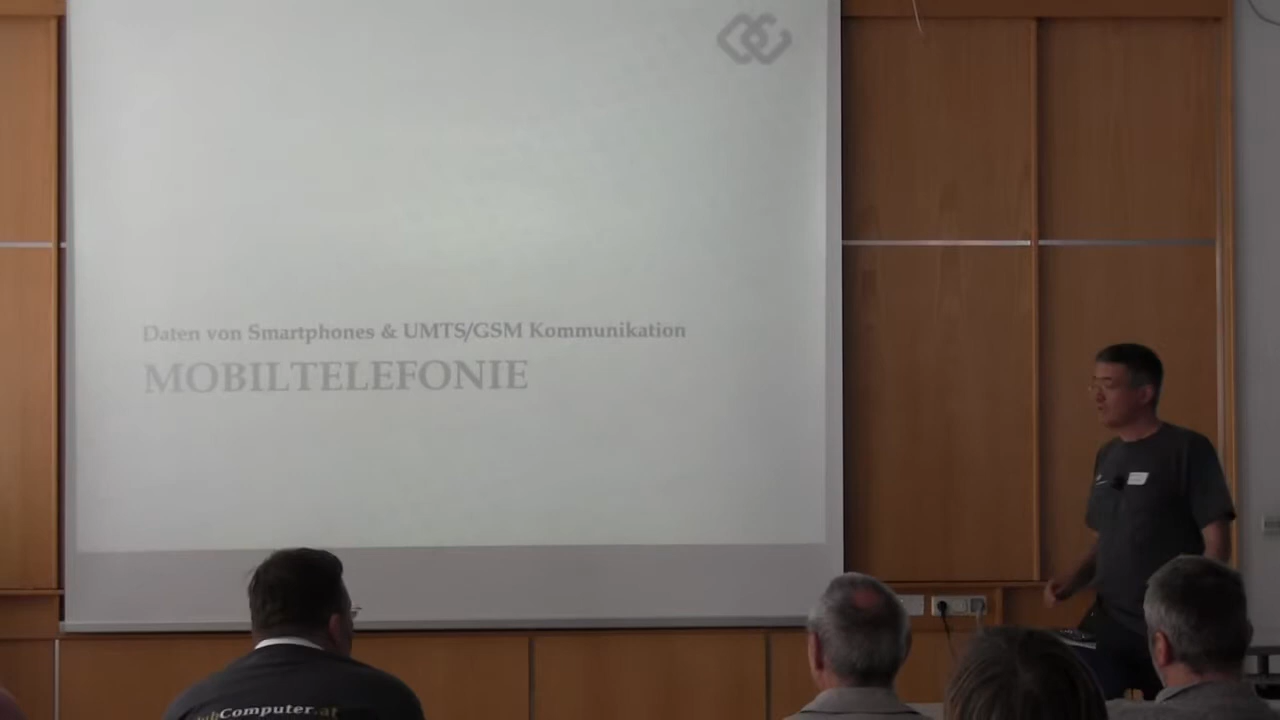 Daten von Smartphones & UMTS/GSM Kommunikation
MOBILTELEFONIE
Computer.at